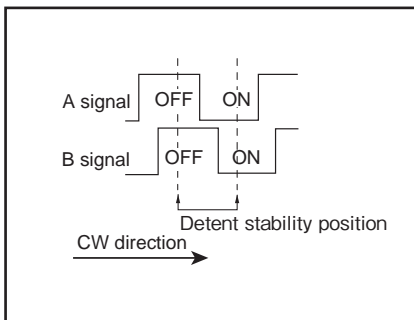 A signal OFF ON
B signal OFF ON
Detent stability position
CW direction